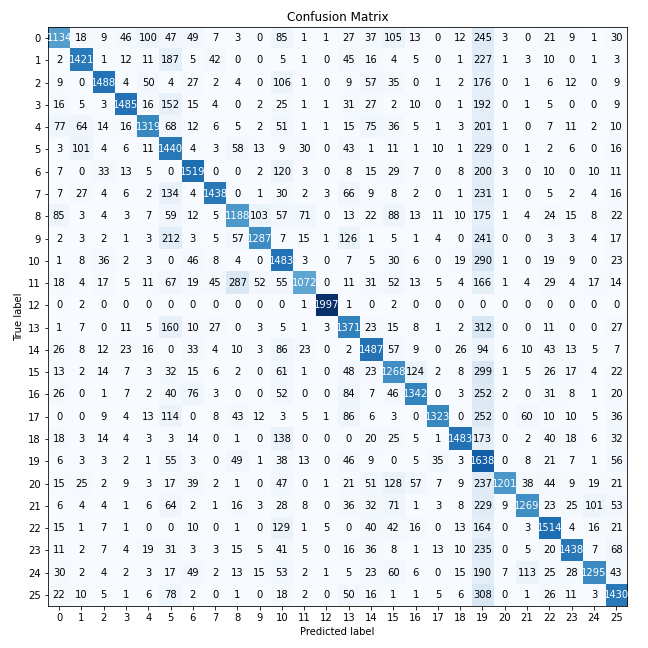 Confusion Matrix
0 1134 18 9 46 100 47 49 7 3 0 85 1 1 27 37 105 13 0 12 245 3 0 21 9 1 30
1 2 1421 1 12 11 187 5 42 0 0 5 1 0 45 16 4 5 0 1 227 1 3 10 0 1 3
2 9 0 1488 4 50 4 27 2 4 0 106 1 0 9 57 35 0 1 2 176 0 1 6 12 0 9
3 16 5 3 1485 16 152 15 4 0 2 25 1 1 31 27 2 10 0 1 192 0 1 5 0 0 9
4 77 64 14 16 1319 68 12 6 5 2 51 1 1 15 75 36 5 1 3 201 1 0 7 11 2 10
5 3 101 4 6 11 1440 4 3 58 13 9 30 0 43 1 11 1 10 1 229 0 1 2 6 0 16
6 7 0 33 13 5 0 1519 0 0 2 120 3 0 15 29 7 0 8 200 3 0 10 0 10 11
7 7 27 4 6 2 134 4 1438 0 1 30 2 3 66 9 8 2 0 1 231 1 0 5 2 4 16
8 85 3 4 3 7 59 12 5 1188 103 57 71 0 13 22 88 13 11 10 175 1 4 24 15 8 22
9 2 3 2 1 3 212 3 5 57 1287 7 15 1 126 1 5 1 4 0 241 0 0 3 3 4 17
10 1 8 36 2 3 0 46 8 4 0 1483 3 0 7 5 30 6 0 19 290 1 0 19 9 0 23
11 18 4 17 5 11 67 19 45 287 52 55 1072 0 11 31 52 13 5 4 166 1 4 29 4 17 14
12 0 2 0 0 0 0 0 0 0 0 0 1 1997 1 0 2 0 0 0 0 0 0 0 0 0 0
13 1 7 0 11 5 160 10 27 0 3 5 1 3 1371 23 15 8 1 2 312 0 0 11 0 0 27
14 26 8 12 23 16 0 33 4 10 3 86 23 0 2 1487 57 9 0 26 94 6 10 43 13 5 7
15 13 2 14 7 3 32 15 6 2 0 61 1 0 48 23 1268 124 2 8 299 1 5 26 17 4 22
16 26 0 1 7 2 40 76 3 0 0 52 0 0 34 7 46 1342 0 3 252 2 0 31 8 1 20
17 0 0 9 4 13 114 0 8 43 12 3 5 1 86 6 3 0 1323 0 252 0 60 10 10 5 36
18 18 3 14 4 3 3 14 0 1 0 138 0 0 0 20 25 5 1 1483 173 0 2 40 18 6 32
19 6 3 3 2 1 55 3 0 49 1 38 13 0 46 9 0 5 35 3 1638 0 8 21 7 1 56
20 15 25 2 9 3 17 39 2 1 0 47 0 1 21 51 128 57 7 9 237 1201 38 44 9 19 21
21 6 4 4 1 6 64 2 1 16 3 28 8 0 36 32 71 1 3 8 229 9 1269 23 25 101 53
22 15 1 7 1 0 0 10 0 1 0 129 1 5 0 40 42 16 0 13 164 0 3 1514 4 16 21
23 11 2 7 4 19 31 3 3 15 5 41 5 0 16 36 8 1 13 10 235 0 5 20 1438 7 68
24 30 2 4 2 3 17 49 2 13 15 53 2 1 5 23 60 6 0 15 190 7 113 25 28 1295 43
25 22 10 5 1 6 78 2 0 1 0 18 2 0 50 16 1 1 5 6 308 0 1 26 11 3 1430
0 1 2 3 4 5 6 7 8 9 10 11 12 13 14 15 16 17 18 19 20 21 22 23 24 25
True label
Predicted label